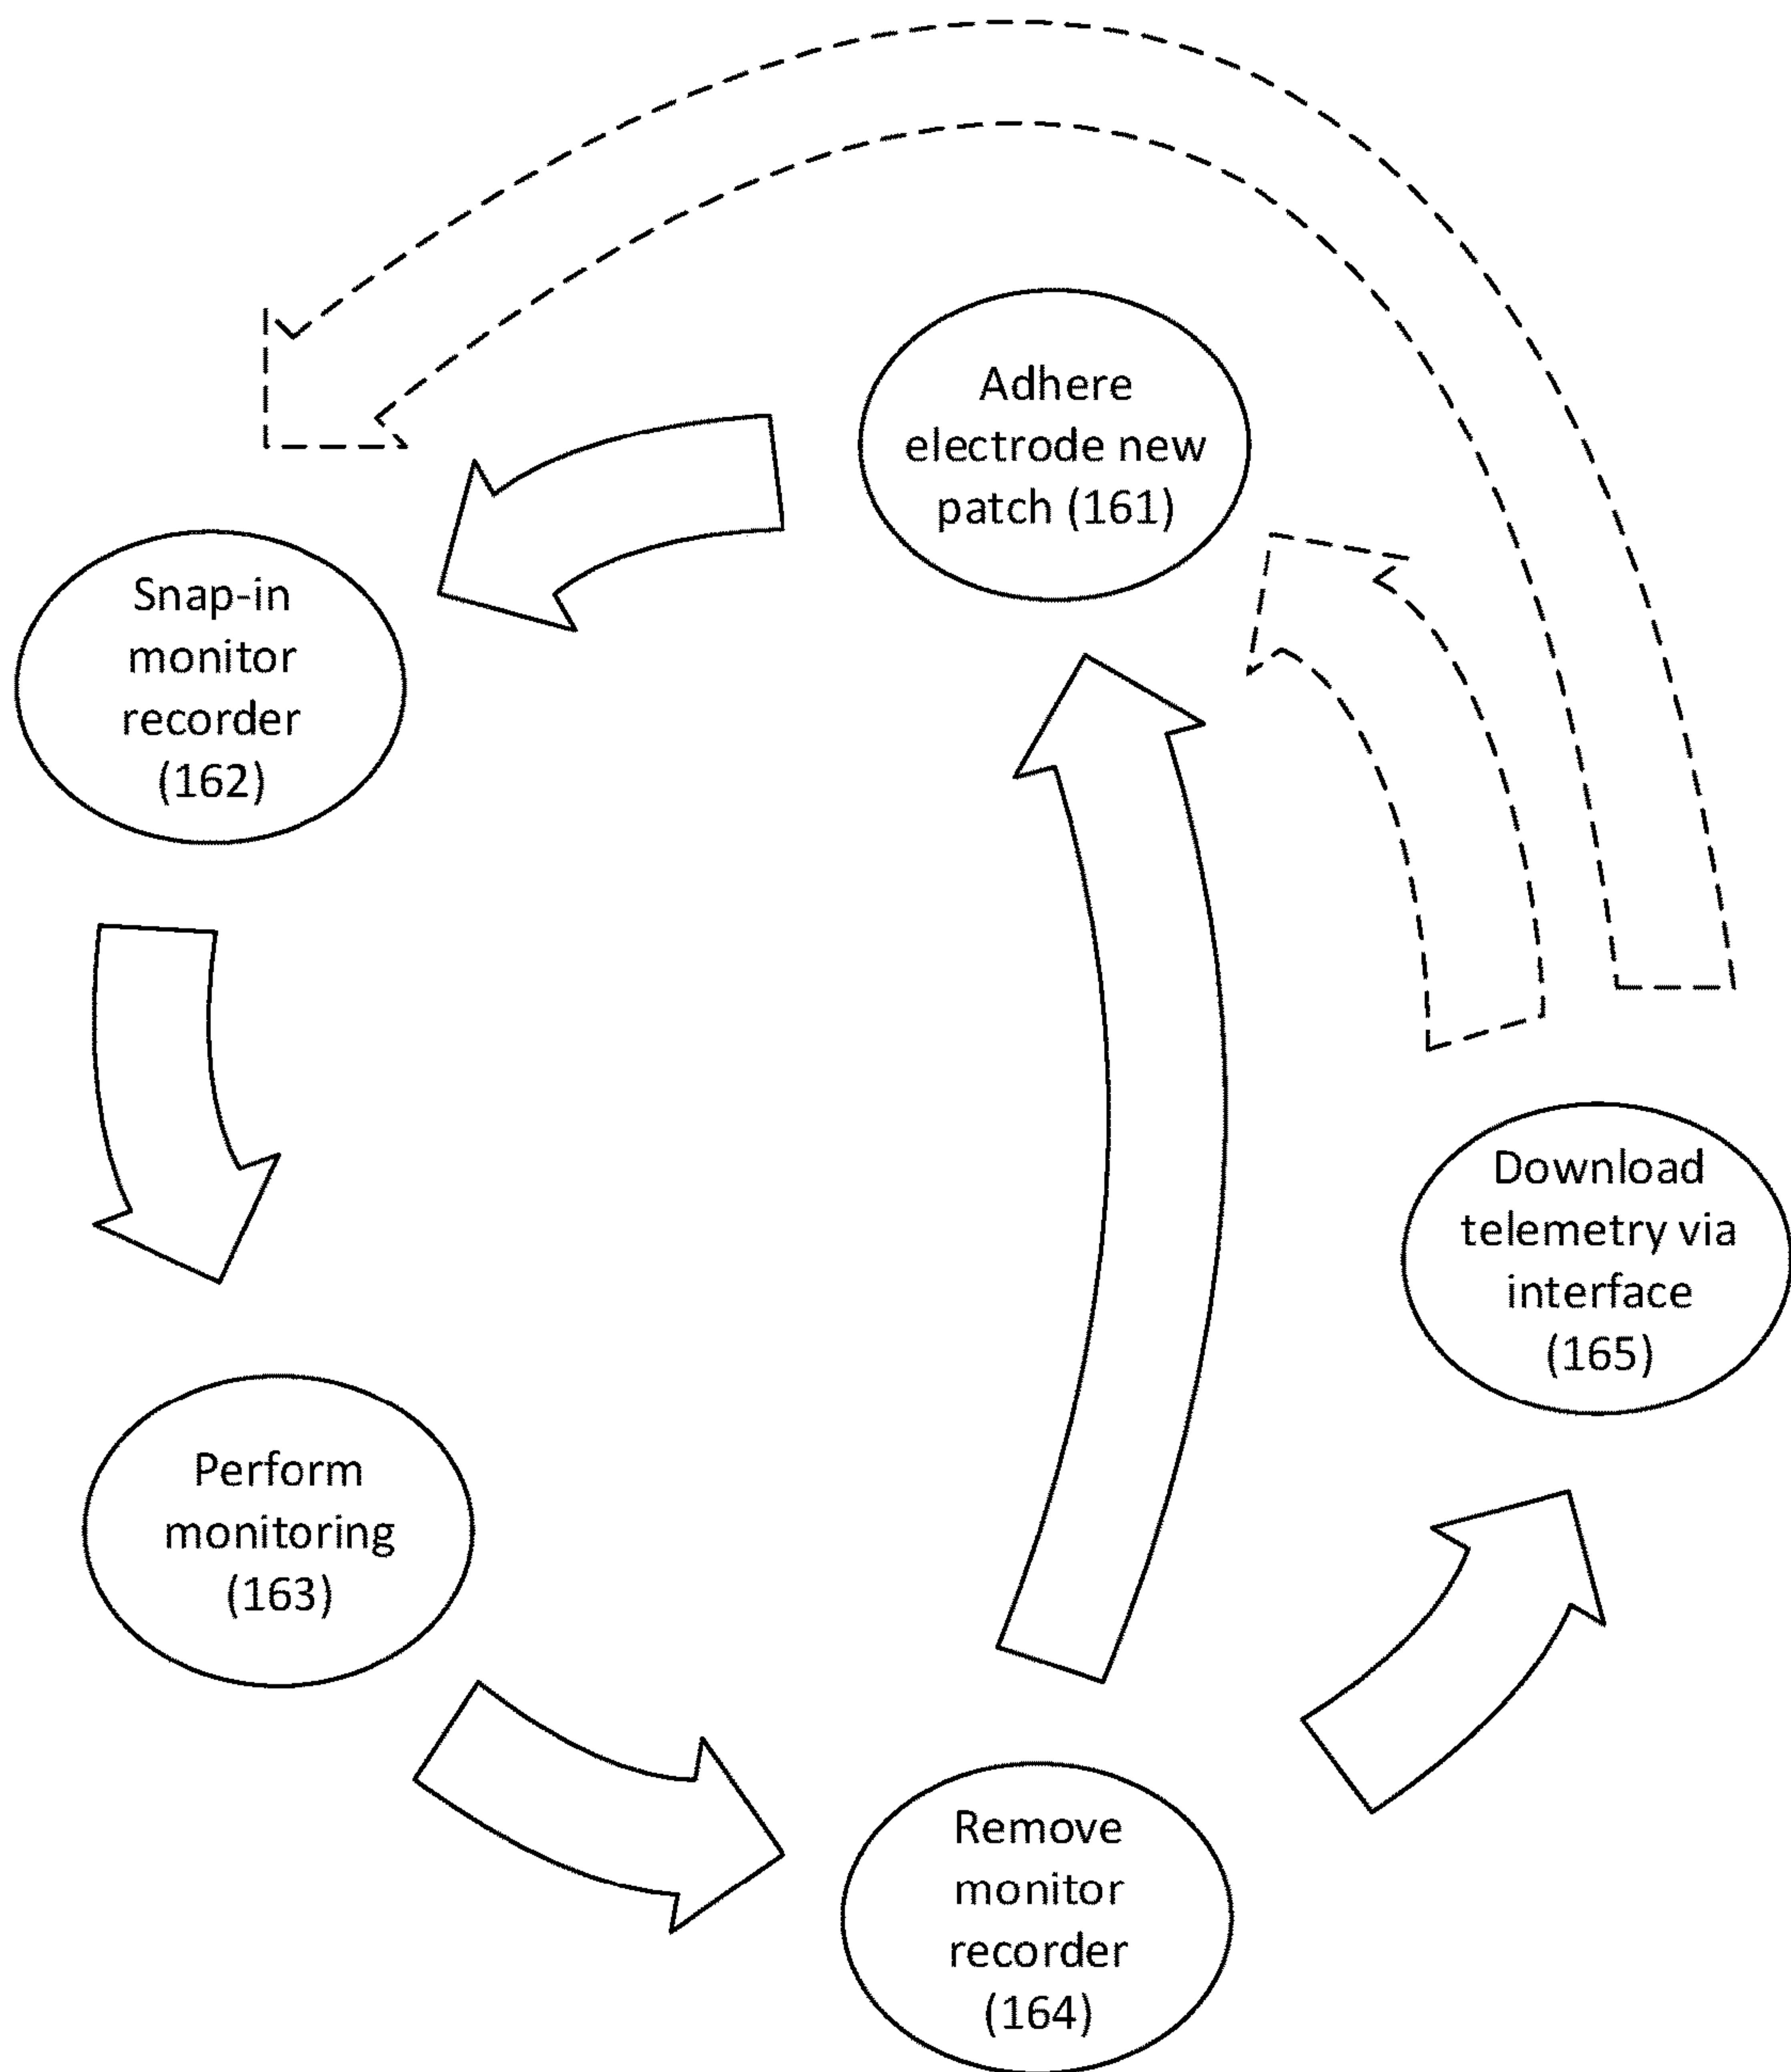 Adhere
electrode new
patch (161)
Snap-in
monitor
recorder
(162)
Download
telemetry via
interface
(165)
Perform
monitoring
(163)
Remove
monitor
recorder
(164)